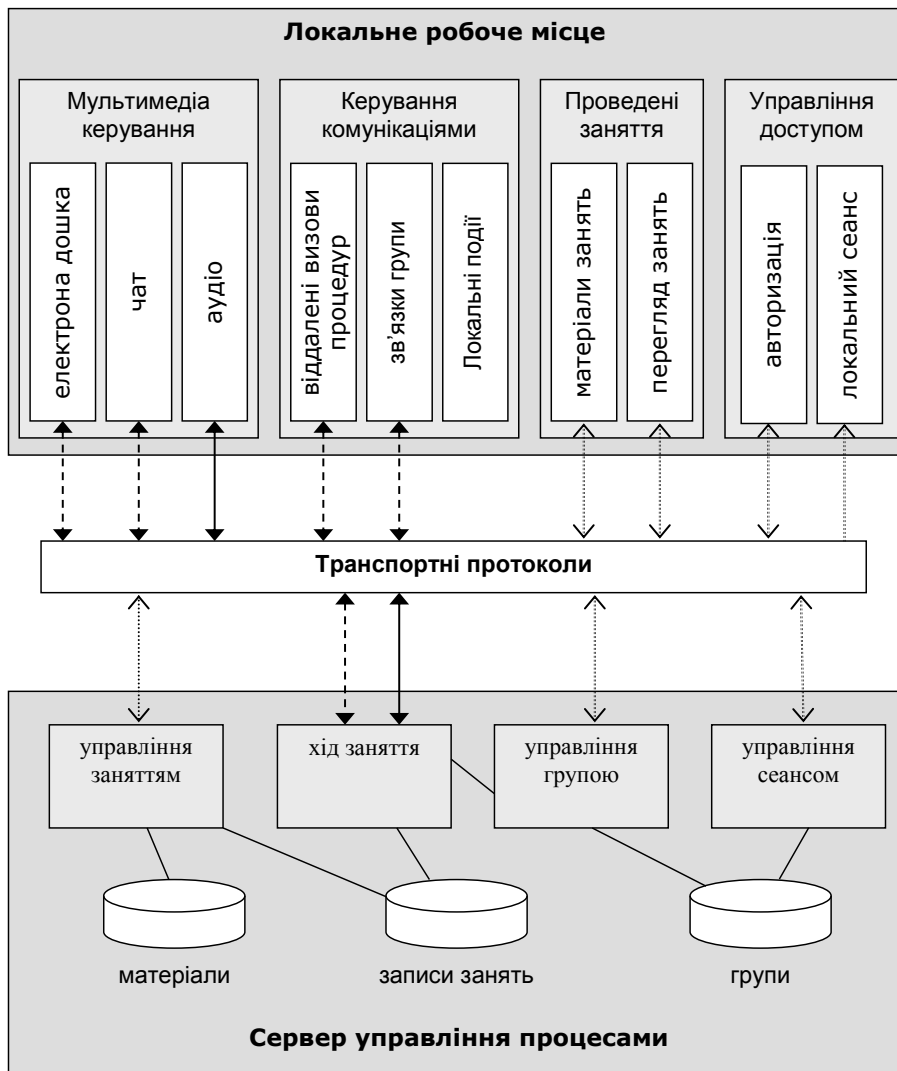 Локальне робоче місце
Мультимедіа
керування
Керування
комунікаціями
Проведені
заняття
Управління
доступом
електрона дошка
чат
аудіо
віддалені визови
процедур
зв’язки групи
Локальні події
матеріали занять
перегляд занять
авторизація
локальний сеанс
Транспортні протоколи
управління
заняттям
хід заняття
управління
групою
управління
сеансом
матеріали
записи занять
групи
Сервер управління процесами